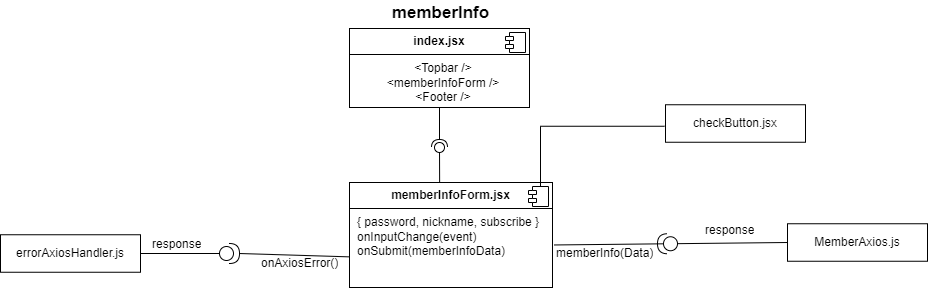 memberInfo
index.jsx
<Topbar />
<memberInfoForm />
<Footer />
checkButton.jsx
memberInfoForm.jsx
{ password, nickname, subscribe }
onInputChange(event)
onSubmit(memberInfoData)
response
errorAxiosHandler.js
onAxiosError()
memberInfo(Data)
response
MemberAxios.js